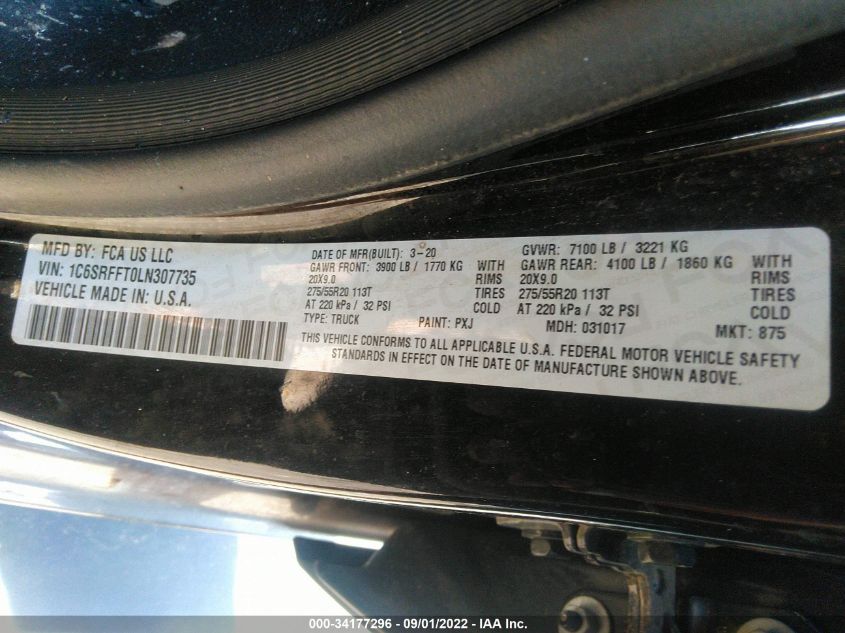 MFD BY: FCA US LLC
VIN: 1C6SRFFT0LN307735
VEHICLE MADE IN: U.S.A.
DATE OF MFR(BUILT): 3-20 GVWR: 7100 LB / 3221 KG
GAWR FRONT: 3900 LB / 1770 KG WITH GAWR REAR: 4100 LB / 1860 KG WITH
20X9.0 RIMS 20X9.0 RIMS
275/55R20 113T TIRES 275/55R20 113T TIRES
AT 220 kPa / 32 PSI COLD AT 220 kPa / 32 PSI COLD
TYPE: TRUCK PAINT: PXJ MDH: 031017 MKT: 875
THIS VEHICLE CONFORMS TO ALL APPLICABLE U.S.A. FEDERAL MOTOR VEHICLE SAFETY
STANDARDS IN EFFECT ON THE DATE OF MANUFACTURE SHOWN ABOVE.
000-34177296 - 09/01/2022 - IAA Inc.